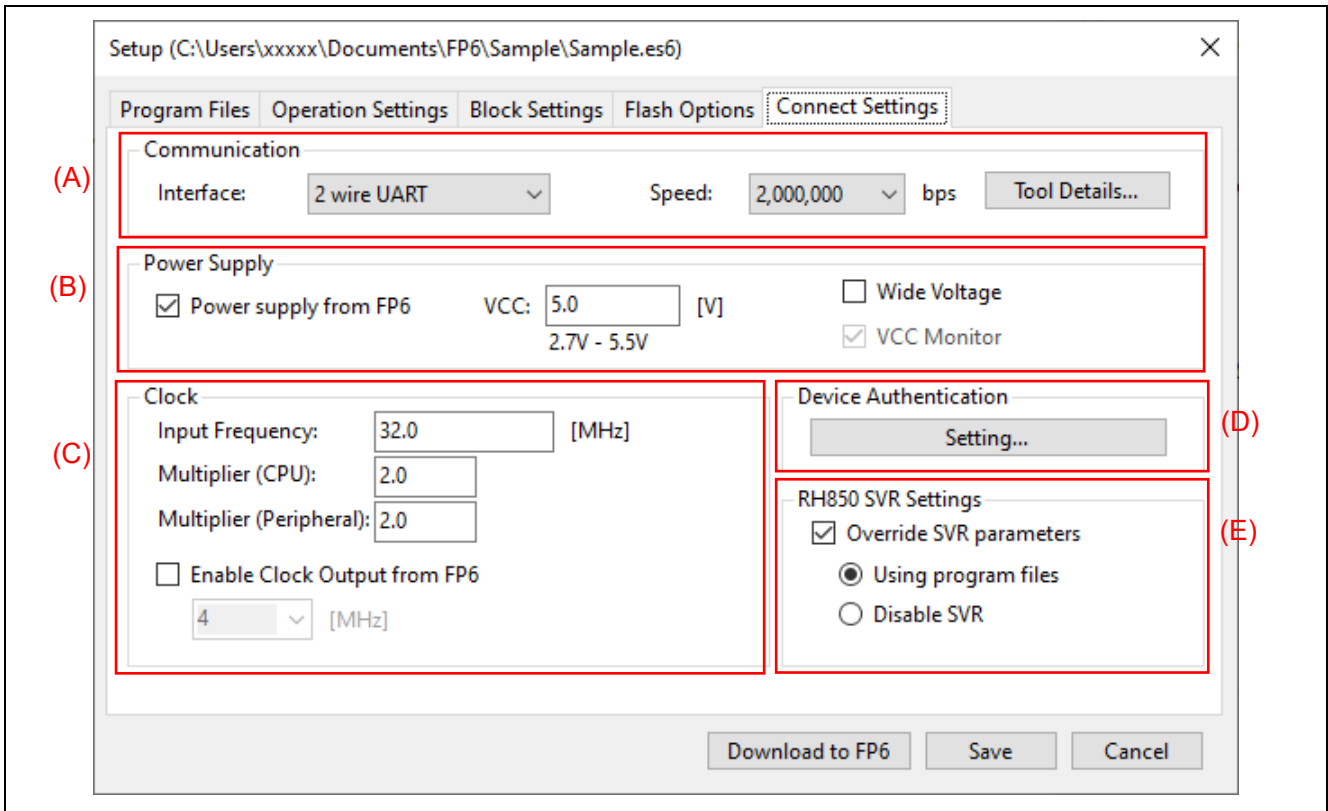 Setup (C:\Users\xxxxx\Documents\FP6\Sample\Sample.es6)
Program Files Operation Settings Block Settings Flash Options Connect Settings
(A)
Communication
Interface: 2 wire UART Speed: 2,000,000 bps Tool Details...
(B)
Power Supply
Power supply from FP6 VCC: 5.0 [V]
2.7V - 5.5V
Wide Voltage
VCC Monitor
(C)
Clock
Input Frequency: 32.0 [MHz]
Multiplier (CPU): 2.0
Multiplier (Peripheral): 2.0
Enable Clock Output from FP6
4 [MHz]
Device Authentication
Setting...
(D)
RH850 SVR Settings
Override SVR parameters
(E)
Using program files
Disable SVR
Download to FP6 Save Cancel